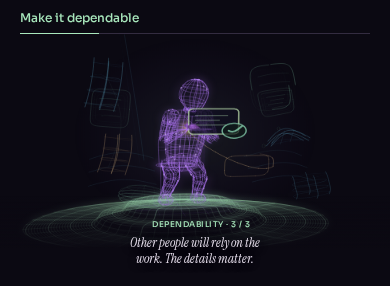 Make it dependable
DEPENDABILITY · 3 / 3
Other people will rely on the
work. The details matter.